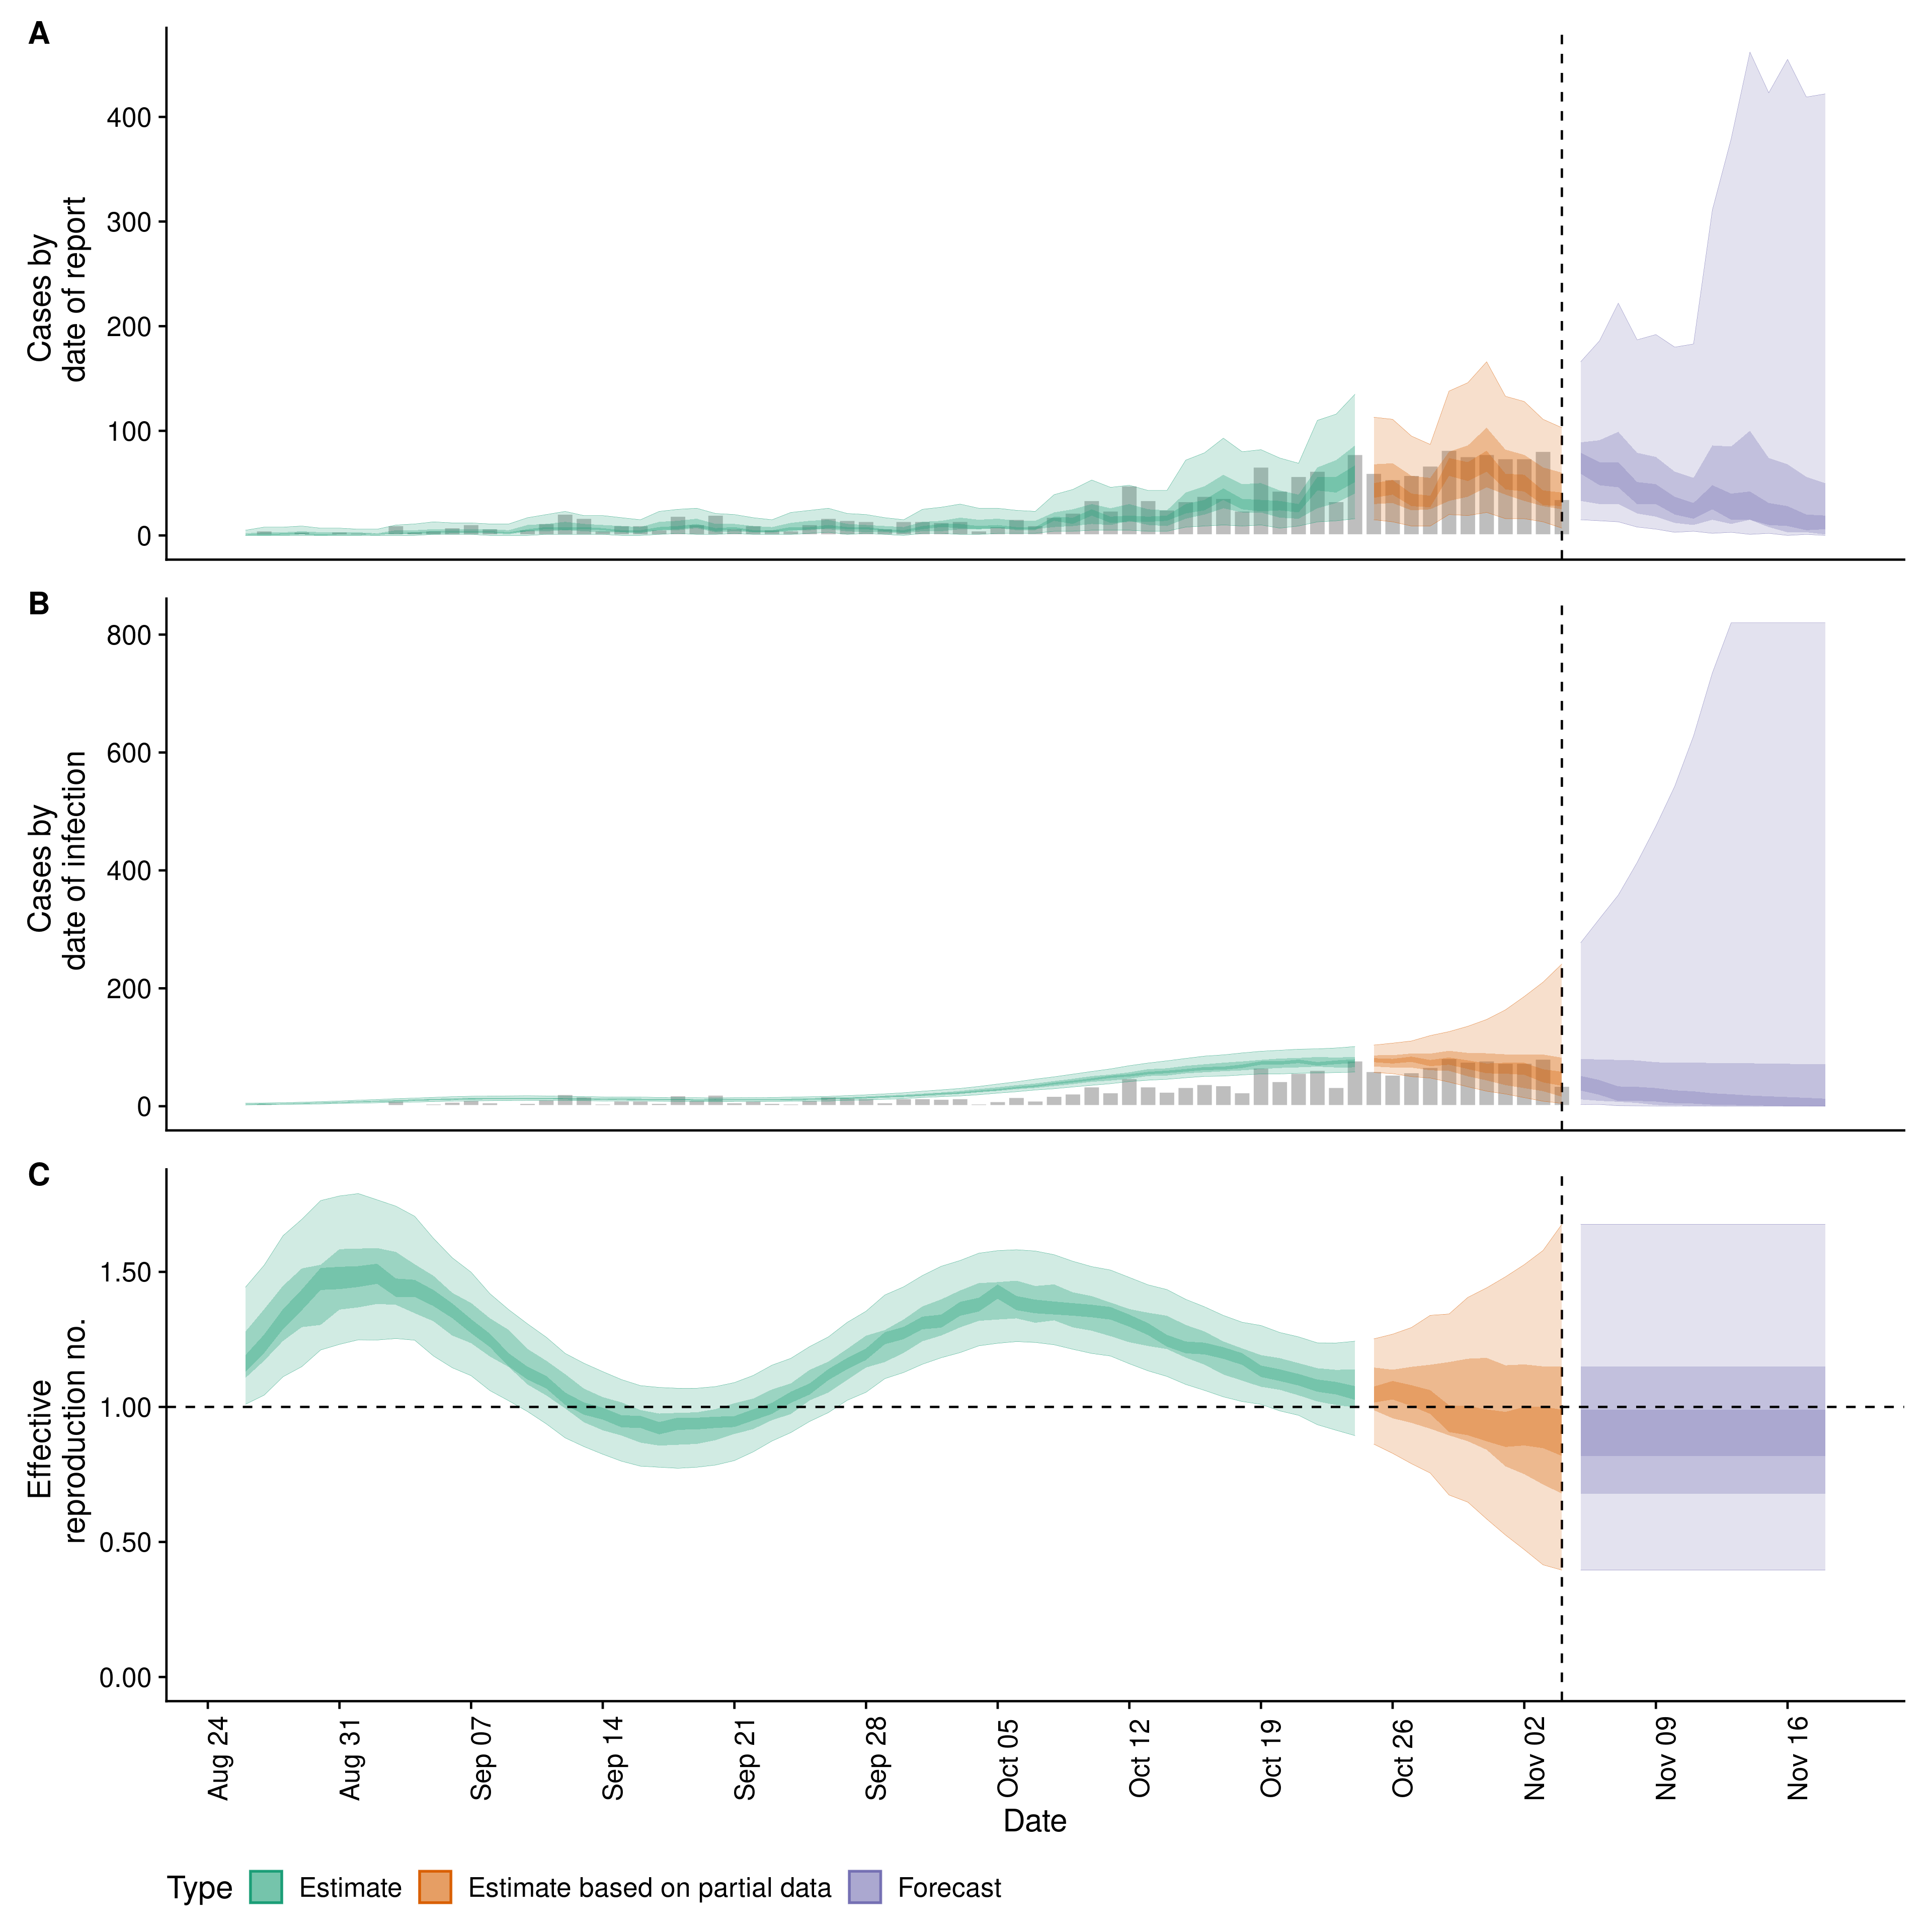 A
Cases by
date of report
400
300
200
100
0
B
Cases by
date of infection
800
600
400
200
0
C
Effective
reproduction no.
1.50
1.00
0.50
0.00
Aug 24
Aug 31
Sep 07
Sep 14
Sep 21
Sep 28
Oct 05
Oct 12
Oct 19
Oct 26
Nov 02
Nov 09
Nov 16
Date
Type Estimate Estimate based on partial data Forecast